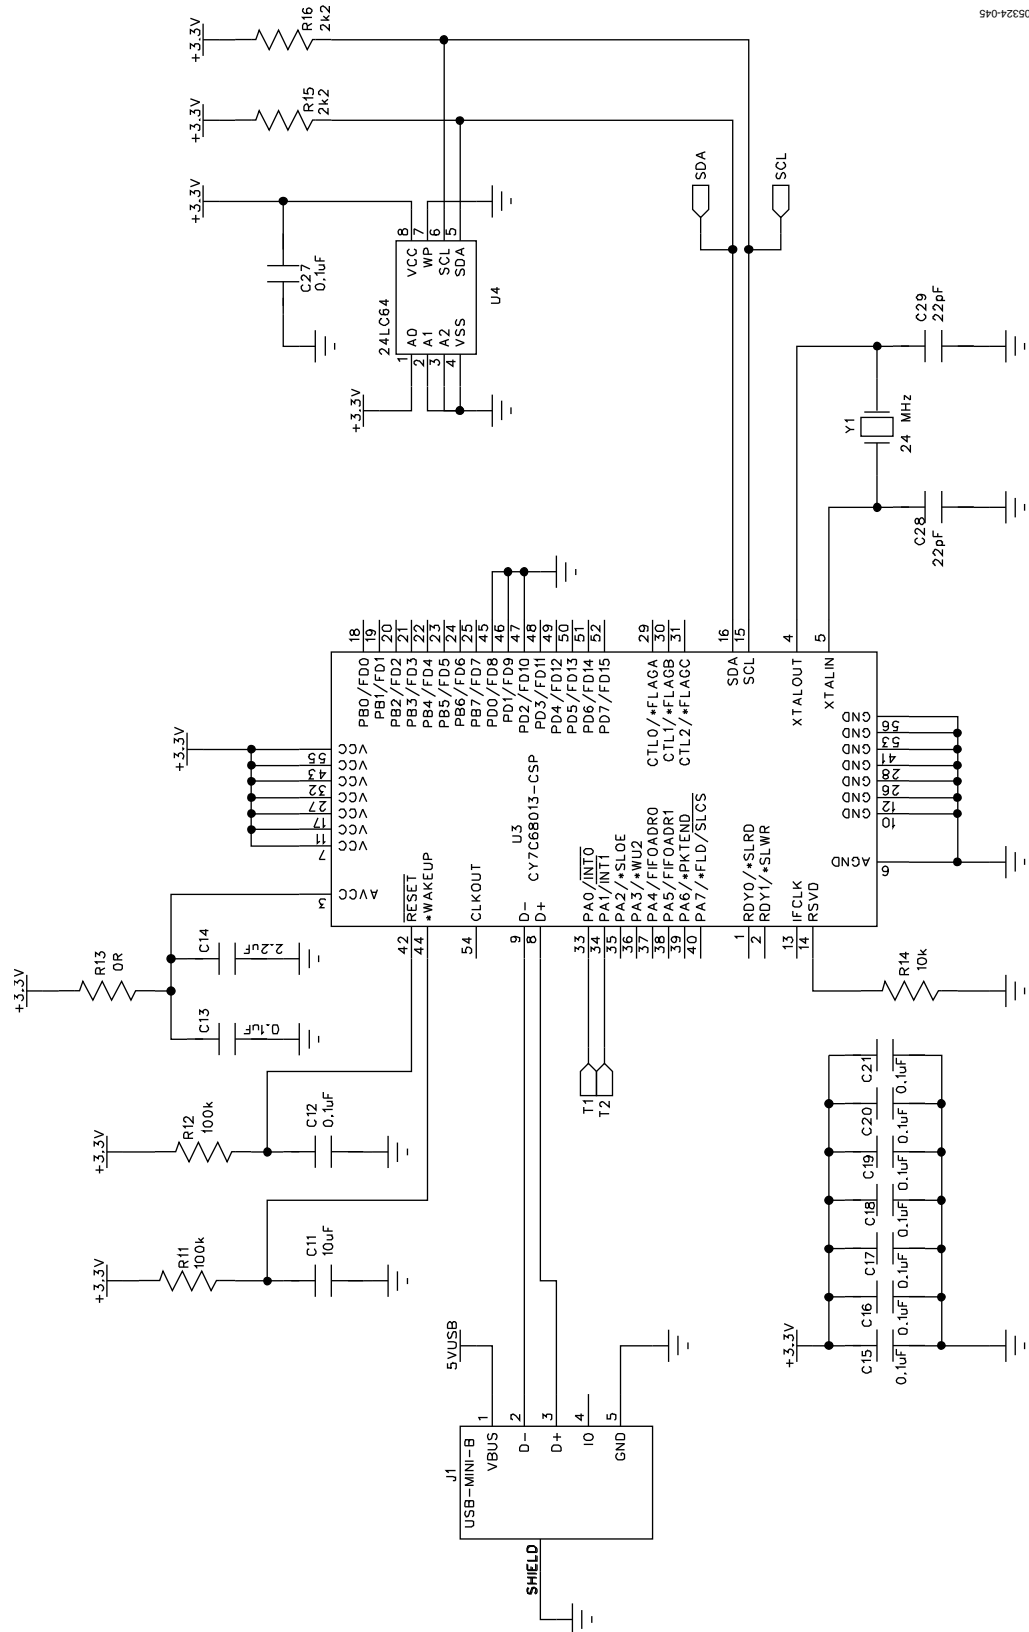 05324-045
+3.3V
R16
2k2
+3.3V
R15
2k2
+3.3V
C27
0.1uF
24LC64
U4
8
7
6
5
VCC
WP
SCL
SDA
A0
A1
A2
VSS
1
2
3
4
+3.3V
SDA
SCL
C29
22pF
Y1
24 MHz
C28
22pF
18
19
20
21
22
23
24
25
45
46
47
48
49
50
51
52
29
30
31
16
15
4
5
PB0/FD0
PB1/FD1
PB2/FD2
PB3/FD3
PB4/FD4
PB5/FD5
PB6/FD6
PB7/FD7
PD0/FD8
PD1/FD9
PD2/FD10
PD3/FD11
PD4/FD12
PD5/FD13
PD6/FD14
PD7/FD15
CTL0/*FLAGA
CTL1/*FLAGB
CTL2/*FLAGC
SDA
SCL
XTALOUT
XTALIN
+3.3V
VCC
55
VCC
43
VCC
32
VCC
27
VCC
17
VCC
11
VCC
7
AVCC
3
U3
CY7C68013-CSP
GND
56
GND
53
GND
41
GND
28
GND
26
GND
12
GND
10
AGND
6
RESET
*WAKEUP
CLKOUT
D-
D+
PA0/INT0
PA1/INT1
PA2/*SLOE
PA3/*WU2
PA4/FIFOADR0
PA5/FIFOADR1
PA6/*PKTEND
PA7/*FLD/SLCS
RDY0/*SLRD
RDY1/*SLWR
IFCLK
RSVD
42
44
54
9
8
33
34
35
36
37
38
39
40
1
2
13
14
+3.3V
R13
0R
C14
2.2uF
C13
0.1uF
+3.3V
R12
100k
C12
0.1uF
+3.3V
R11
100k
C11
10uF
T1
T2
R14
10k
C21
0.1uF
C20
0.1uF
C19
0.1uF
C18
0.1uF
C17
0.1uF
C16
0.1uF
C15
0.1uF
+3.3V
5VUSB
J1
USB-MINI-B
1
2
3
4
5
VBUS
D-
D+
IO
GND
SHIELD